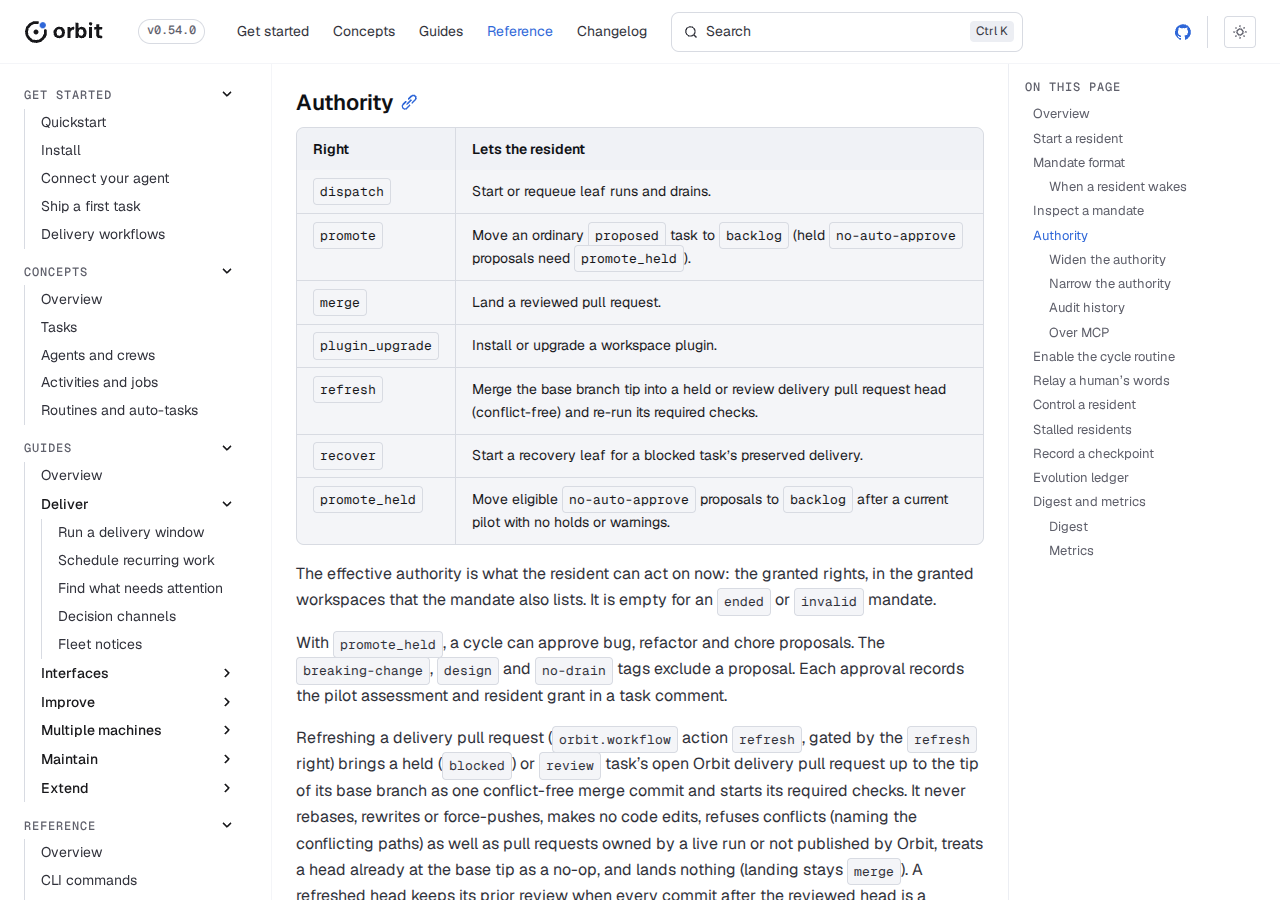 orbit
v0.54.0
Get started
Concepts
Guides
Reference
Changelog
Search
Ctrl K
GET STARTED
Quickstart
Install
Connect your agent
Ship a first task
Delivery workflows
CONCEPTS
Overview
Tasks
Agents and crews
Activities and jobs
Routines and auto-tasks
GUIDES
Overview
Deliver
Run a delivery window
Schedule recurring work
Find what needs attention
Decision channels
Fleet notices
Interfaces
Improve
Multiple machines
Maintain
Extend
REFERENCE
Overview
CLI commands
Authority
Right Lets the resident
dispatch Start or requeue leaf runs and drains.
promote Move an ordinary proposed task to backlog (held no-auto-approve
proposals need promote_held).
merge Land a reviewed pull request.
plugin_upgrade Install or upgrade a workspace plugin.
refresh Merge the base branch tip into a held or review delivery pull request head
(conflict-free) and re-run its required checks.
recover Start a recovery leaf for a blocked task's preserved delivery.
promote_held Move eligible no-auto-approve proposals to backlog after a current
pilot with no holds or warnings.
The effective authority is what the resident can act on now: the granted rights, in the granted
workspaces that the mandate also lists. It is empty for an ended or invalid mandate.
With promote_held, a cycle can approve bug, refactor and chore proposals. The
breaking-change, design and no-drain tags exclude a proposal. Each approval records
the pilot assessment and resident grant in a task comment.
Refreshing a delivery pull request (orbit.workflow action refresh, gated by the refresh
right) brings a held (blocked) or review task’s open Orbit delivery pull request up to the tip
of its base branch as one conflict-free merge commit and starts its required checks. It never
rebases, rewrites or force-pushes, makes no code edits, refuses conflicts (naming the
conflicting paths) as well as pull requests owned by a live run or not published by Orbit, treats
a head already at the base tip as a no-op, and lands nothing (landing stays merge). A
refreshed head keeps its prior review when every commit after the reviewed head is a
ON THIS PAGE
Overview
Start a resident
Mandate format
When a resident wakes
Inspect a mandate
Authority
Widen the authority
Narrow the authority
Audit history
Over MCP
Enable the cycle routine
Relay a human’s words
Control a resident
Stalled residents
Record a checkpoint
Evolution ledger
Digest and metrics
Digest
Metrics